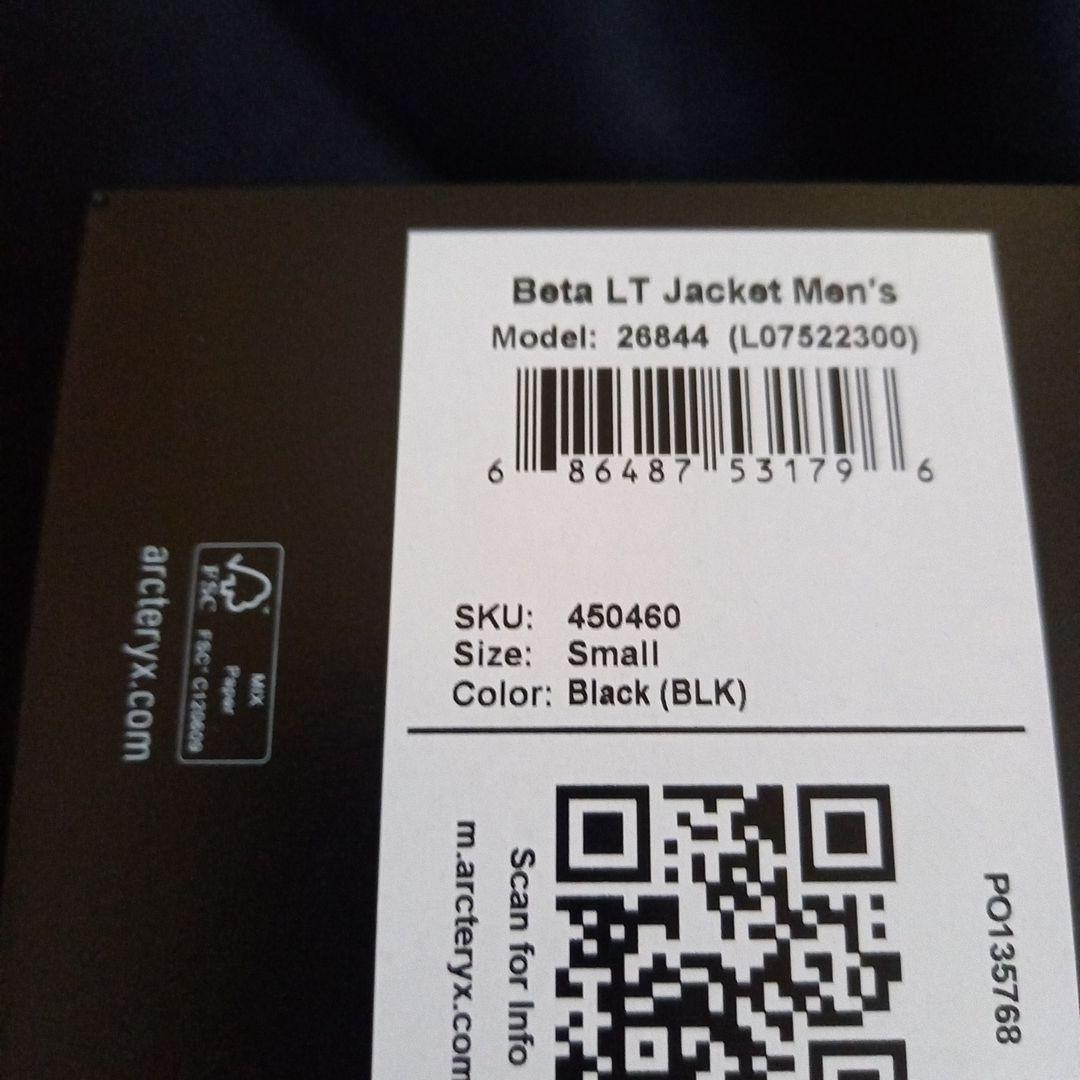 Beta LT Jacket Men's
Model: 26844 (L07522300)
6 86487 53179 6
SKU: 450460
Size: Small
Color: Black (BLK)
Scan for Info
m.arcteryx.com
PO135768
arcteryx.com
FSC
MIX
Paper
FSC®